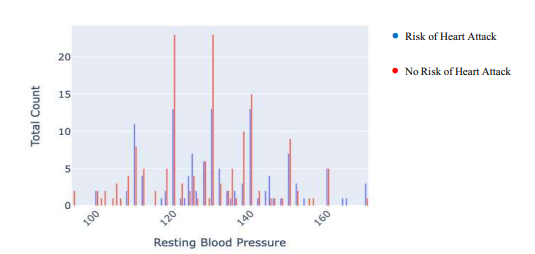 Risk of Heart Attack
No Risk of Heart Attack
Total Count
20
15
10
5
0
100
120
140
160
Resting Blood Pressure